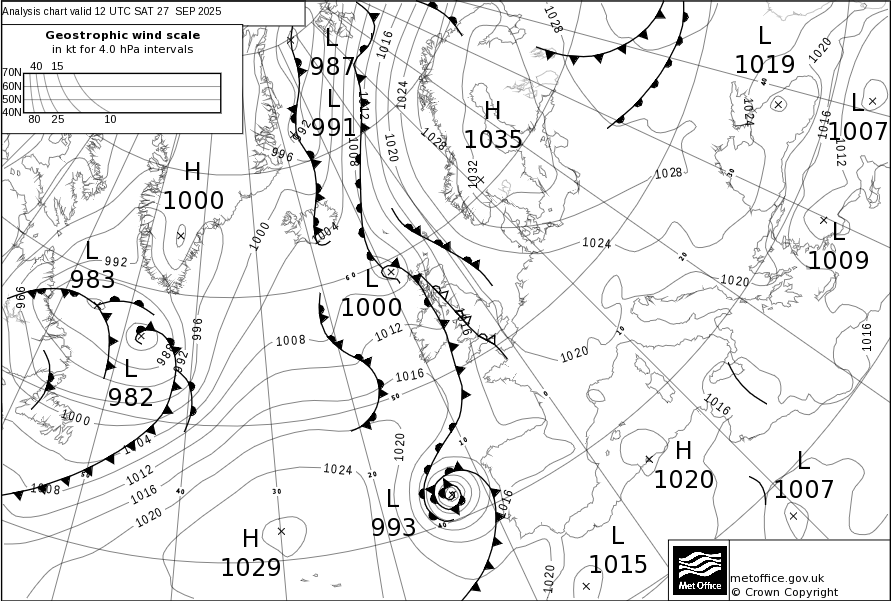 Analysis chart valid 12 UTC SAT 27 SEP 2025
Geostrophic wind scale
in kt for 4.0 hPa intervals
40 15
70N
60N
50N
40N
80 25 10
L
987
L
991
H
1035
L
1019
L
1007
H
1000
L
983
L
1009
L
1000
L
982
H
1020
L
1007
L
993
H
1029
L
1015
1016
1028
1020
1024
1012
1024
1016
992
1020
1028
1008
1012
996
1032
1028
1004
1000
1024
992
1020
996
996
1012
1016
1008
1016
988
992
1020
1016
1016
1000
1004
1020
1012
1024
1008
1016
1016
1020
1020
60
50
40
40
30
20
10
0
10
20
30
40
Met Office
metoffice.gov.uk
© Crown Copyright